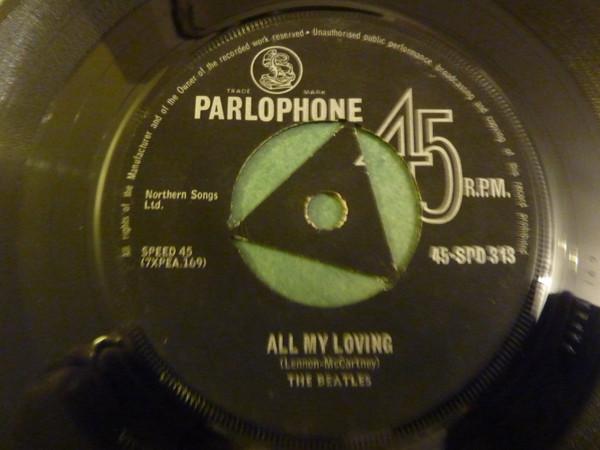 All rights of the Manufacturer and of the Owner of the recorded work reserved • Unauthorised public performance, broadcasting and copying of this record prohibited
TRADE MARK
PARLOPHONE
45 R.P.M.
Northern Songs
Ltd.
SPEED 45
(7XPEA.169)
45-SPD 313
ALL MY LOVING
(Lennon-McCartney)
THE BEATLES